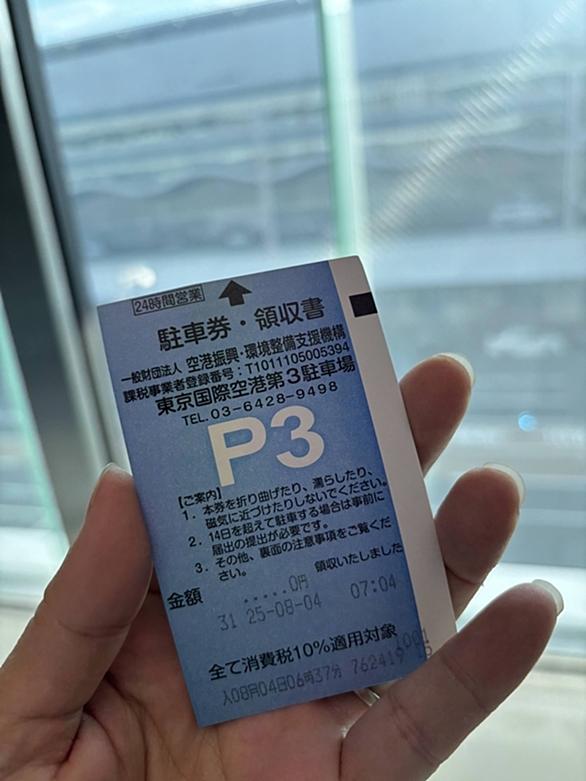 24時間営業
駐車券・領収書
一般財団法人 空港振興・環境整備支援機構
課税事業者登録番号：T1011105005394
東京国際空港第3駐車場
TEL.03-6428-9498
P3
【ご案内】
1．本券を折り曲げたり、濡らしたり、
磁気に近づけたりしないでください。
2．14日を超えて駐車する場合は事前に
届出の提出が必要です。
3．その他、裏面の注意事項をご覧くだ
さい。
領収いたしました
金額 .....0円
31 25-08-04 07:04
全て消費税10%適用対象
入08月04日06時37分 762419